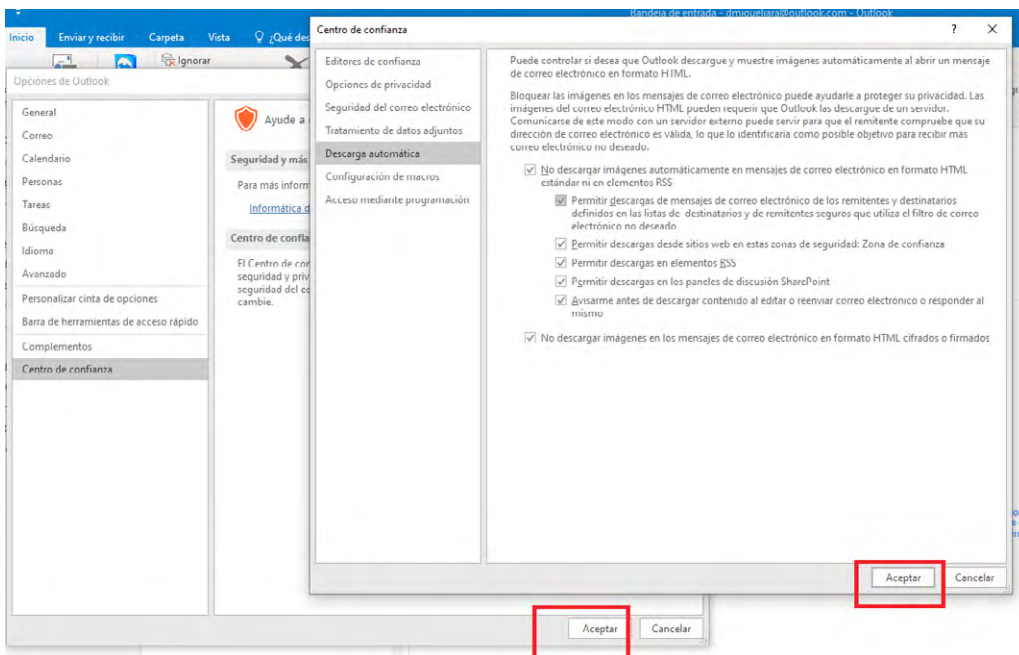 Bandeja de entrada - dmiqueljara@outlook.com - Outlook
Inicio Enviar y recibir Carpeta Vista ¿Qué des
Ignorar
Opciones de Outlook
General
Correo
Calendario
Personas
Tareas
Búsqueda
Idioma
Avanzado
Personalizar cinta de opciones
Barra de herramientas de acceso rápido
Complementos
Centro de confianza
Ayude a
Seguridad y más
Para más inform
Informática d
Centro de confia
El Centro de con
seguridad y priv
seguridad del
cambie.
Aceptar Cancelar
Centro de confianza
Editores de confianza
Opciones de privacidad
Seguridad del correo electrónico
Tratamiento de datos adjuntos
Descarga automática
Configuración de macros
Acceso mediante programación
Puede controlar si desea que Outlook descargue y muestre imágenes automáticamente al abrir un mensaje
de correo electrónico en formato HTML.
Bloquear las imágenes en los mensajes de correo electrónico puede ayudarle a proteger su privacidad. Las
imágenes del correo electrónico HTML pueden requerir que Outlook las descargue de un servidor.
Comunicarse de este modo con un servidor externo puede servir para que el remitente compruebe que su
dirección de correo electrónico es válida, lo que lo identificaría como posible objetivo para recibir más
correo electrónico no deseado.
No descargar imágenes automáticamente en mensajes de correo electrónico en formato HTML
estándar ni en elementos RSS
Permitir descargas de mensajes de correo electrónico de los remitentes y destinatarios
definidos en las listas de destinatarios y de remitentes seguros que utiliza el filtro de correo
electrónico no deseado
Permitir descargas desde sitios web en estas zonas de seguridad: Zona de confianza
Permitir descargas en elementos RSS
Permitir descargas en los paneles de discusión SharePoint
Avisarme antes de descargar contenido al editar o reenviar correo electrónico o responder al
mismo
No descargar imágenes en los mensajes de correo electrónico en formato HTML cifrados o firmados
Aceptar Cancelar